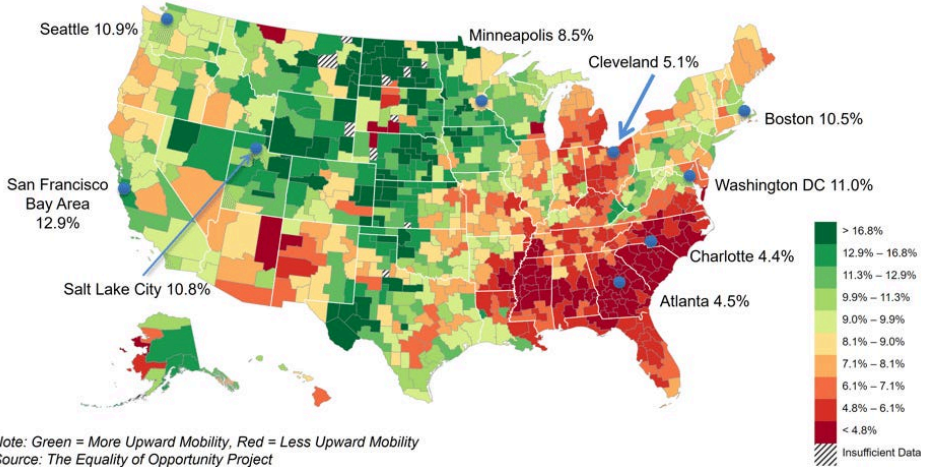 Seattle 10.9%
Minneapolis 8.5%
Cleveland 5.1%
Boston 10.5%
Washington DC 11.0%
San Francisco
Bay Area
12.9%
Charlotte 4.4%
Atlanta 4.5%
Salt Lake City 10.8%
> 16.8%
12.9% – 16.8%
11.3% – 12.9%
9.9% – 11.3%
9.0% – 9.9%
8.1% – 9.0%
7.1% – 8.1%
6.1% – 7.1%
4.8% – 6.1%
< 4.8%
Insufficient Data
lote: Green = More Upward Mobility, Red = Less Upward Mobility
Source: The Equality of Opportunity Project